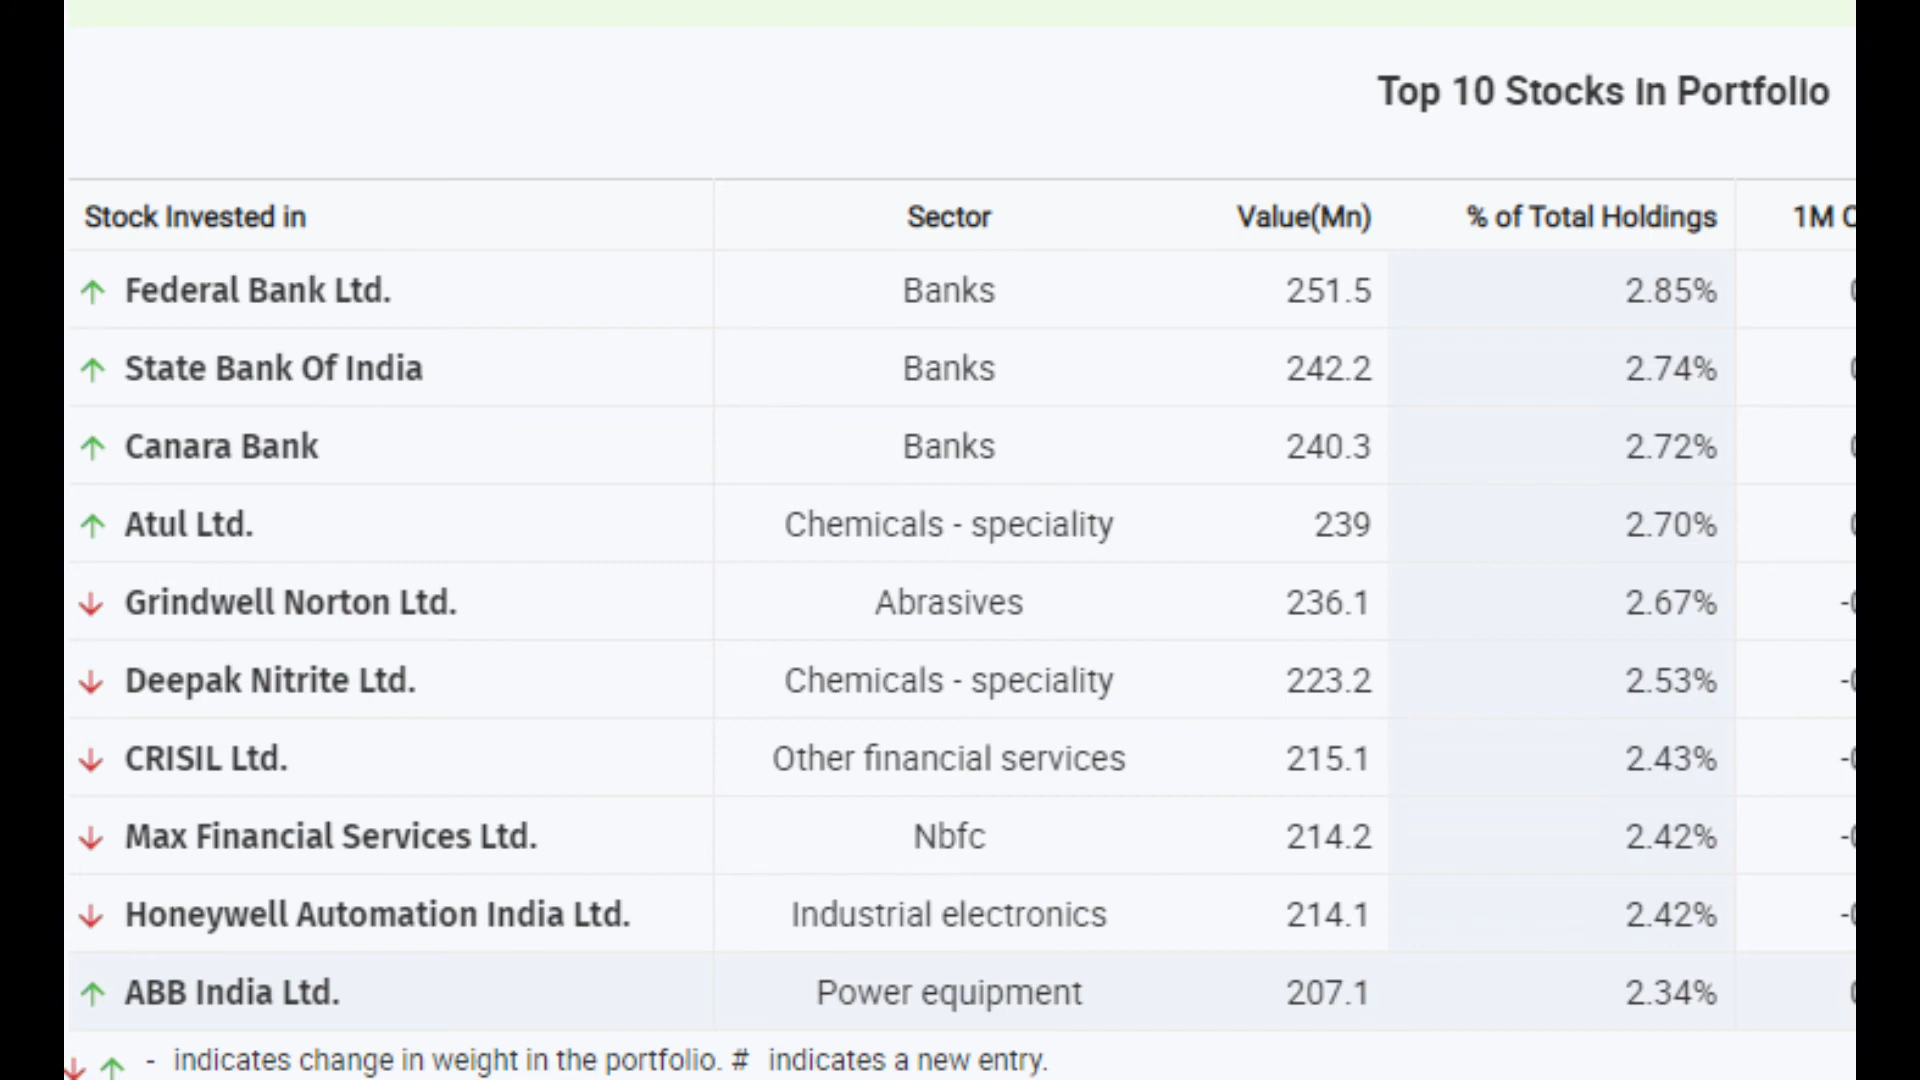 Top 10 Stocks In Portfolio
Stock Invested in Sector Value(Mn) % of Total Holdings 1M
Federal Bank Ltd. Banks 251.5 2.85%
State Bank Of India Banks 242.2 2.74%
Canara Bank Banks 240.3 2.72%
Atul Ltd. Chemicals - speciality 239 2.70%
Grindwell Norton Ltd. Abrasives 236.1 2.67%
Deepak Nitrite Ltd. Chemicals - speciality 223.2 2.53%
CRISIL Ltd. Other financial services 215.1 2.43%
Max Financial Services Ltd. Nbfc 214.2 2.42%
Honeywell Automation India Ltd. Industrial electronics 214.1 2.42%
ABB India Ltd. Power equipment 207.1 2.34%
- indicates change in weight in the portfolio. # indicates a new entry.